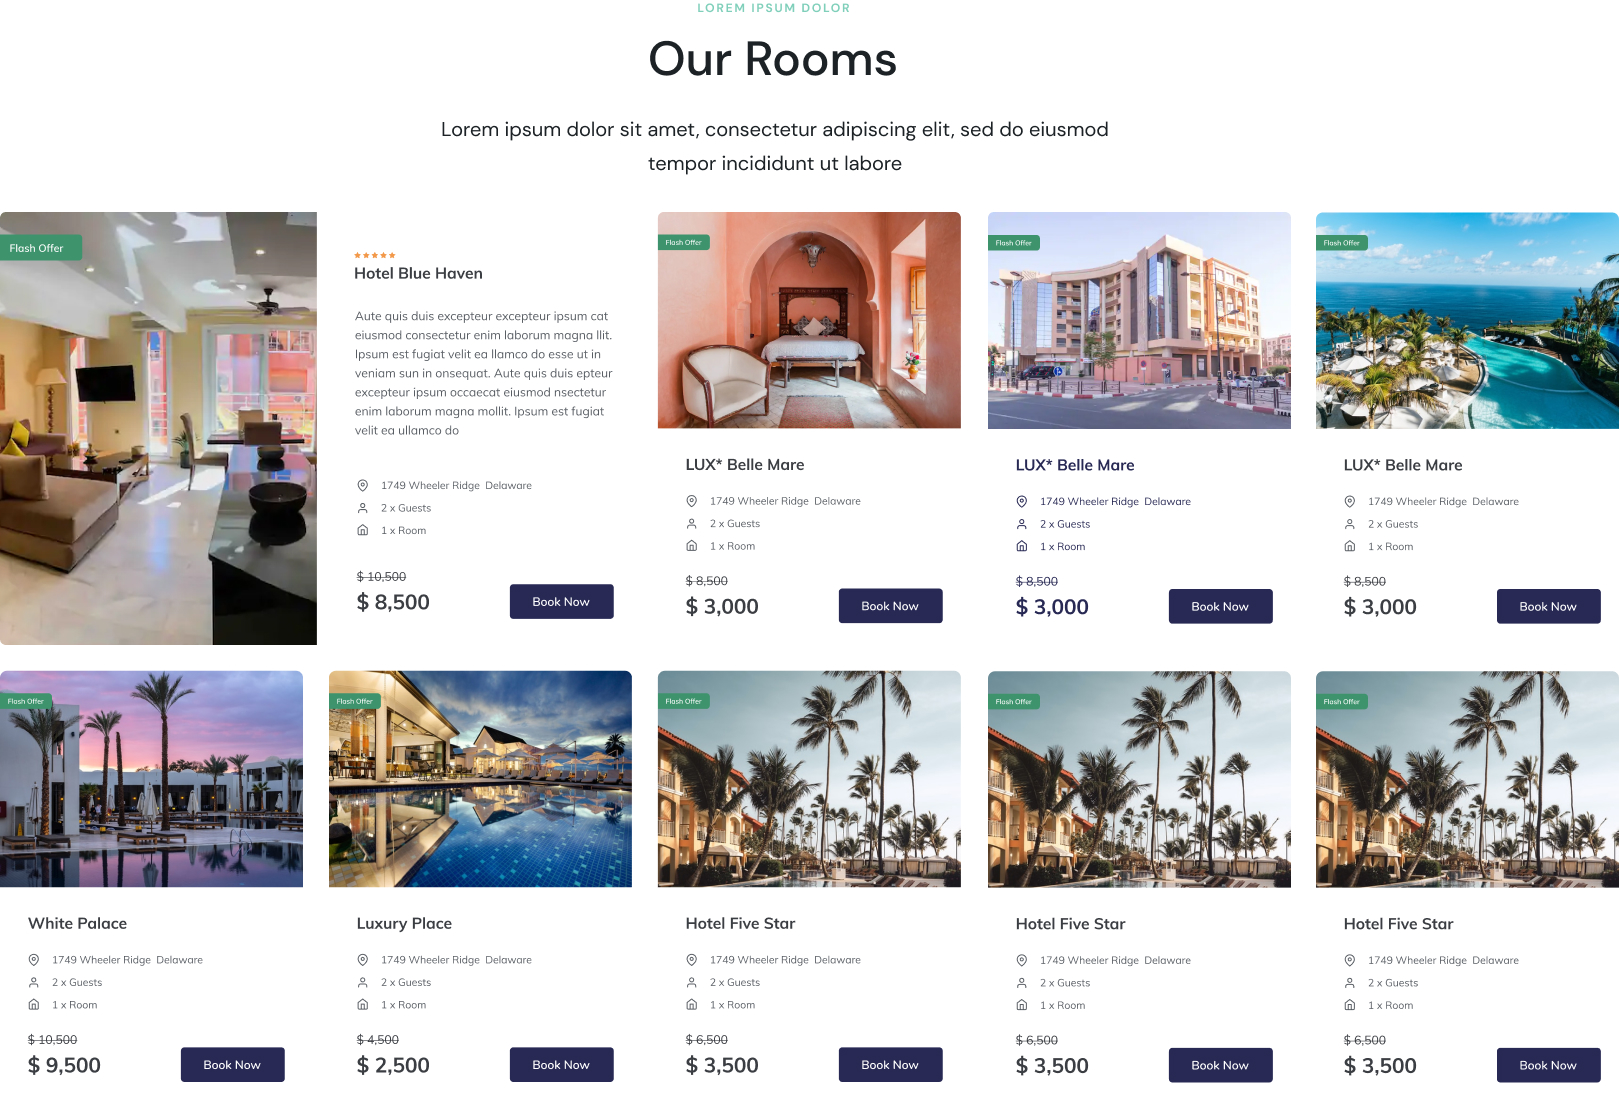 LOREM IPSUM DOLOR
Our Rooms
Lorem ipsum dolor sit amet, consectetur adipiscing elit, sed do eiusmod
tempor incididunt ut labore
Flash Offer
Hotel Blue Haven
Aute quis duis excepteur excepteur ipsum cat
eiusmod consectetur enim laborum magna llit.
Ipsum est fugiat velit ea llamco do esse ut in
veniam sun in onsequat. Aute quis duis epteur
excepteur ipsum occaecat eiusmod nsectetur
enim laborum magna mollit. Ipsum est fugiat
velit ea ullamco do
1749 Wheeler Ridge Delaware
2 x Guests
1 x Room
$ 10,500
$ 8,500
Book Now
Flash Offer
LUX* Belle Mare
1749 Wheeler Ridge Delaware
2 x Guests
1 x Room
$ 8,500
$ 3,000
Book Now
Flash Offer
LUX* Belle Mare
1749 Wheeler Ridge Delaware
2 x Guests
1 x Room
$ 8,500
$ 3,000
Book Now
Flash Offer
LUX* Belle Mare
1749 Wheeler Ridge Delaware
2 x Guests
1 x Room
$ 8,500
$ 3,000
Book Now
Flash Offer
White Palace
1749 Wheeler Ridge Delaware
2 x Guests
1 x Room
$ 10,500
$ 9,500
Book Now
Flash Offer
Luxury Place
1749 Wheeler Ridge Delaware
2 x Guests
1 x Room
$ 4,500
$ 2,500
Book Now
Flash Offer
Hotel Five Star
1749 Wheeler Ridge Delaware
2 x Guests
1 x Room
$ 6,500
$ 3,500
Book Now
Flash Offer
Hotel Five Star
1749 Wheeler Ridge Delaware
2 x Guests
1 x Room
$ 6,500
$ 3,500
Book Now
Flash Offer
Hotel Five Star
1749 Wheeler Ridge Delaware
2 x Guests
1 x Room
$ 6,500
$ 3,500
Book Now